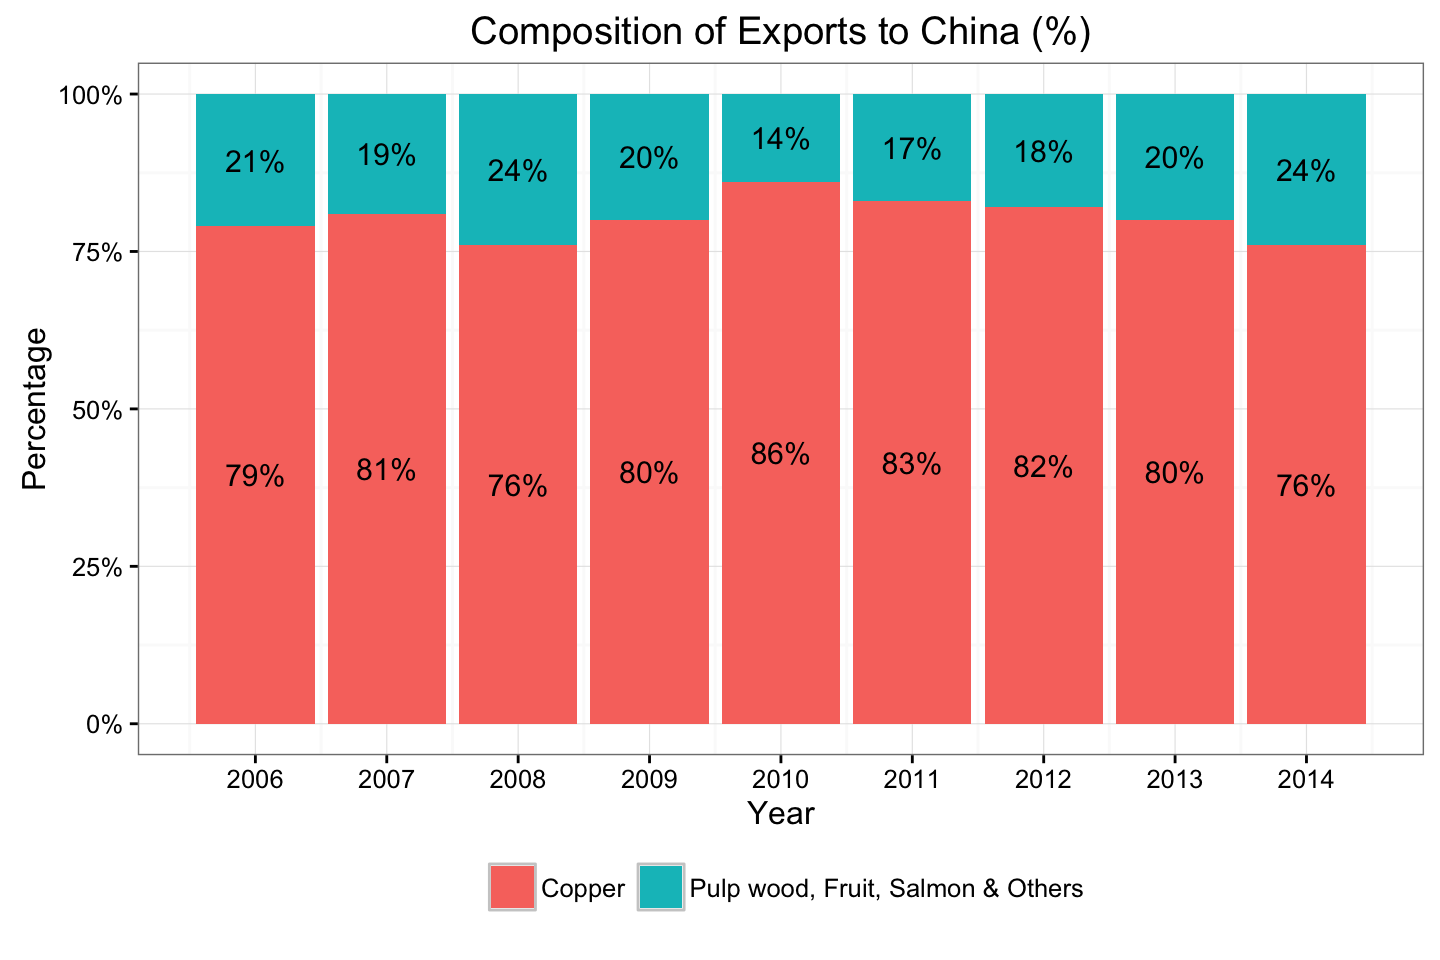 Composition of Exports to China (%)
Percentage
100%
75%
50%
25%
0%
21% 19% 24% 20% 14% 17% 18% 20% 24%
79% 81% 76% 80% 86% 83% 82% 80% 76%
2006 2007 2008 2009 2010 2011 2012 2013 2014
Year
Copper Pulp wood, Fruit, Salmon & Others